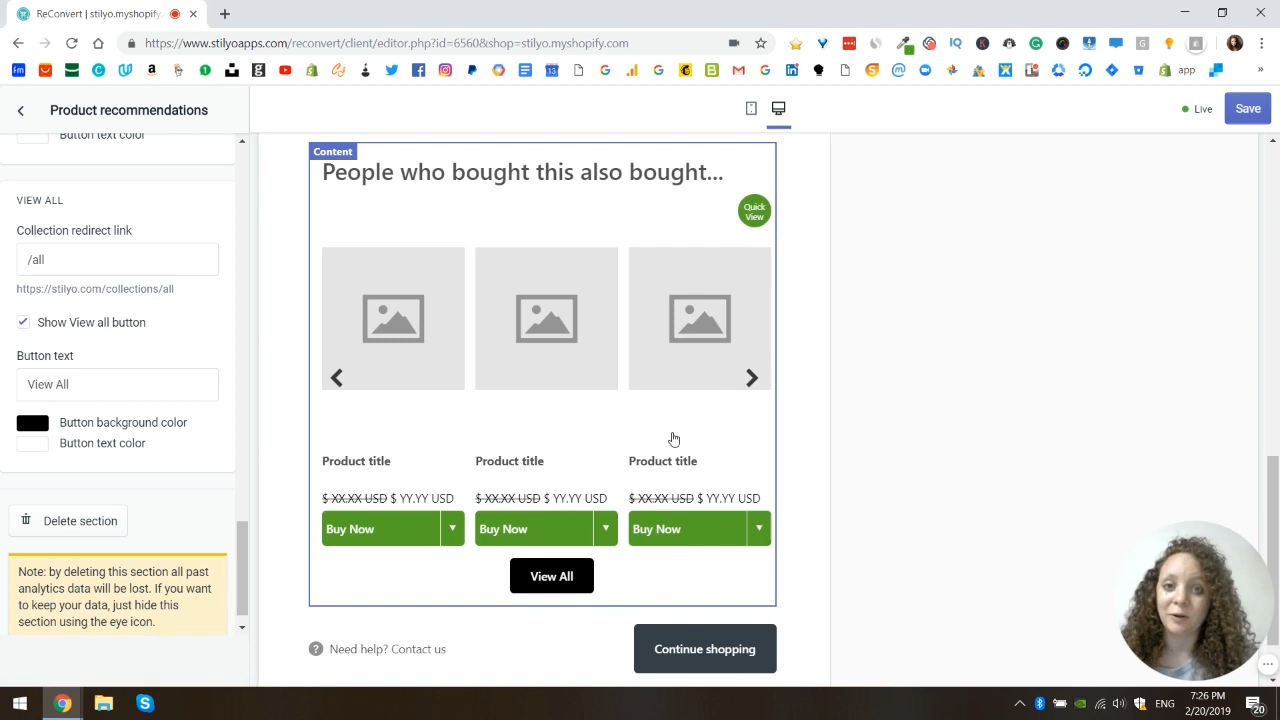 ReConvert > stilyo.myshopif
https://www.stilyoapps.com/reconvert/client/editor.php?id=6560&shop=stilyo.myshopify.com
app
Product recommendations
Live
Save
Button text color
VIEW ALL
Collection redirect link
/all
https://stilyo.com/collections/all
Show View all button
Button text
View All
Button background color
Button text color
Delete section
Note: by deleting this section all past
analytics data will be lost. If you want
to keep your data, just hide this
section using the eye icon.
Content
People who bought this also bought...
Quick
View
Product title
Product title
Product title
$ XX.XX USD $ YY.YY USD
$ XX.XX USD $ YY.YY USD
$ XX.XX USD $ YY.YY USD
Buy Now
Buy Now
Buy Now
View All
Need help? Contact us
Continue shopping
ENG
7:26 PM
2/20/2019
20